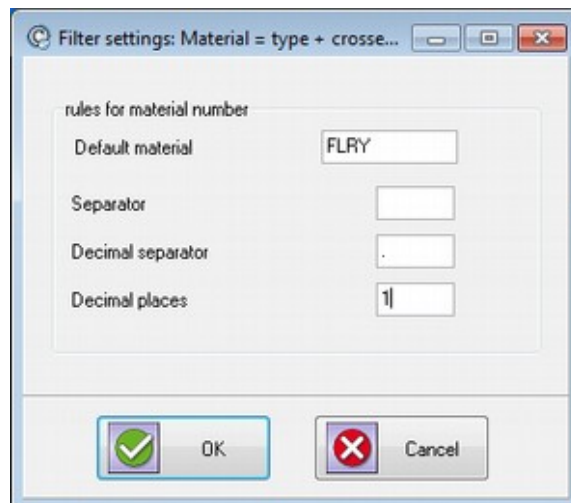 Filter settings: Material = type + crosse...
rules for material number
Default material FLRY
Separator
Decimal separator .
Decimal places 1
OK Cancel